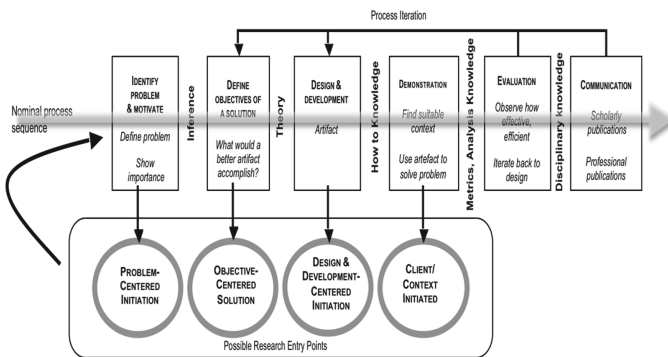 Process Iteration
Nominal process
sequence
IDENTIFY
PROBLEM
& MOTIVATE
Define problem
Show
importance
Inference
DEFINE
OBJECTIVES OF
A SOLUTION
What would a
better artifact
accomplish?
Theory
DESIGN &
DEVELOPMENT
Artifact
How to Knowledge
DEMONSTRATION
Find suitable
context
Use artefact to
solve problem
Metrics, Analysis Knowledge
EVALUATION
Observe how
effective,
efficient
Iterate back to
design
Disciplinary knowledge
COMMUNICATION
Scholarly
publications
Professional
publications
PROBLEM-
CENTERED
INITIATION
OBJECTIVE-
CENTERED
SOLUTION
DESIGN &
DEVELOPMENT-
CENTERED
INITIATION
CLIENT/
CONTEXT
INITIATED
Possible Research Entry Points